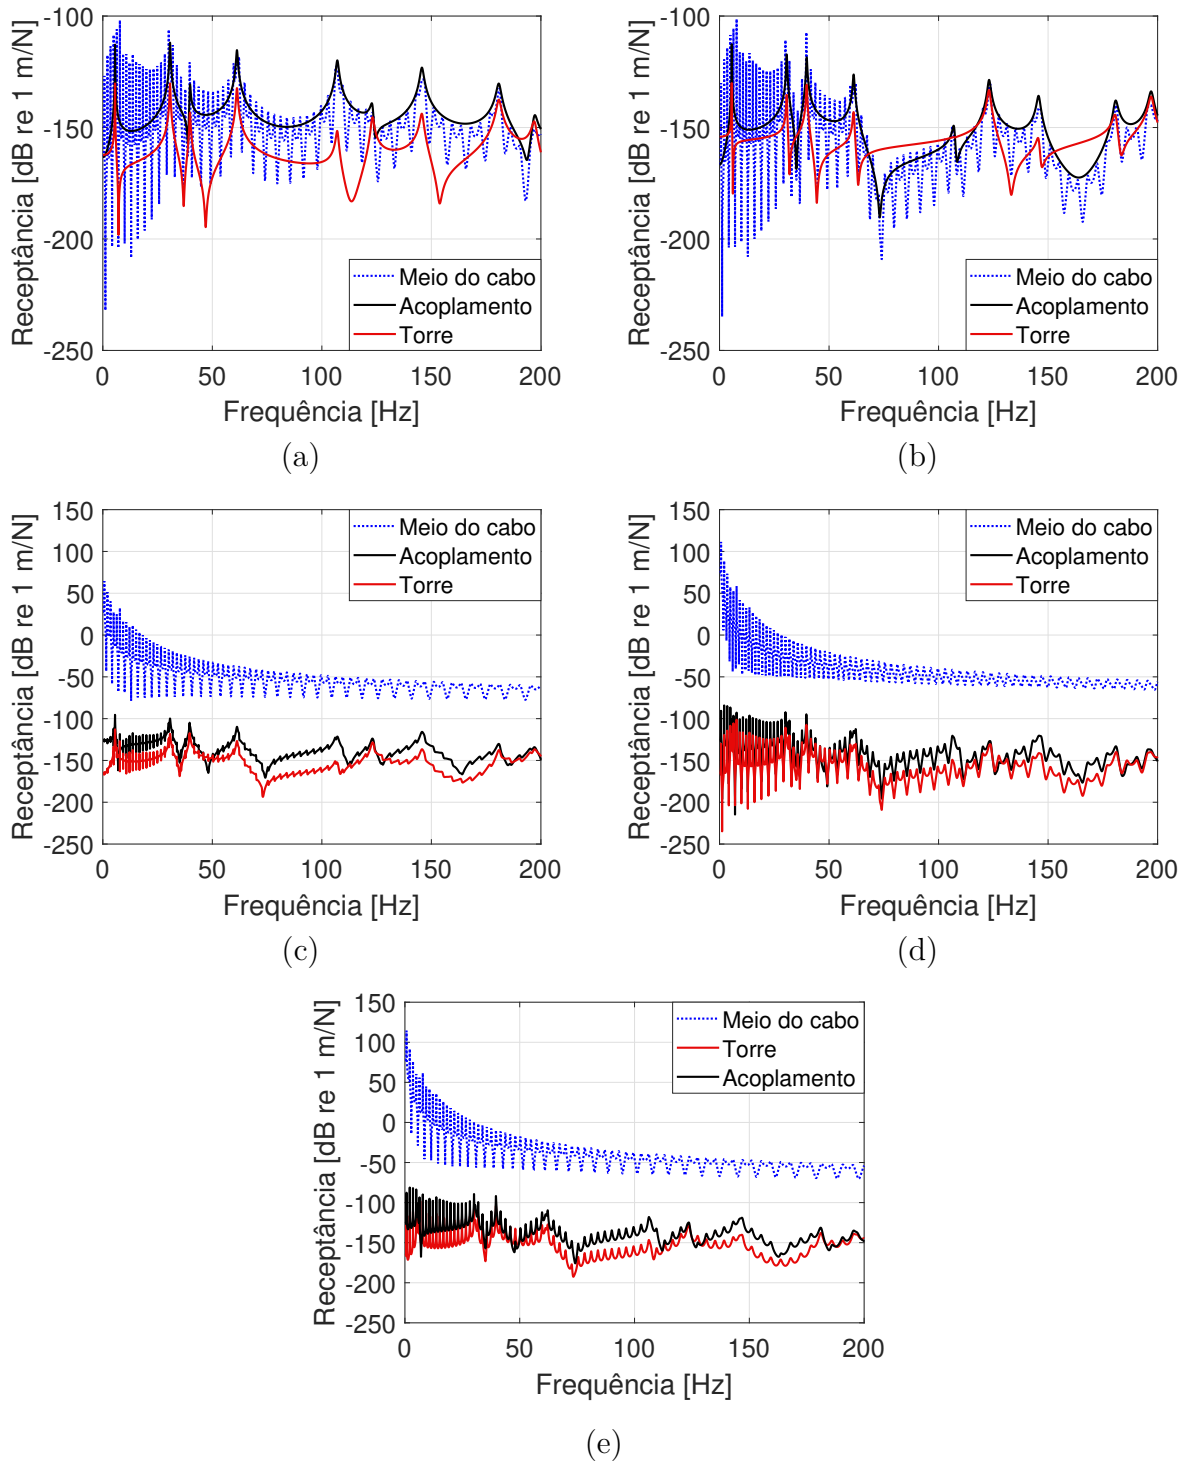 -100
-150
-200
-250
Receptância [dB re 1 m/N]
Meio do cabo
Acoplamento
Torre
0 50 100 150 200
Frequência [Hz]
(a)
-100
-150
-200
-250
Receptância [dB re 1 m/N]
Meio do cabo
Acoplamento
Torre
0 50 100 150 200
Frequência [Hz]
(b)
150
100
50
0
-50
-100
-150
-200
-250
Receptância [dB re 1 m/N]
Meio do cabo
Acoplamento
Torre
0 50 100 150 200
Frequência [Hz]
(c)
150
100
50
0
-50
-100
-150
-200
-250
Receptância [dB re 1 m/N]
Meio do cabo
Acoplamento
Torre
0 50 100 150 200
Frequência [Hz]
(d)
150
100
50
0
-50
-100
-150
-200
-250
Receptância [dB re 1 m/N]
Meio do cabo
Torre
Acoplamento
0 50 100 150 200
Frequência [Hz]
(e)